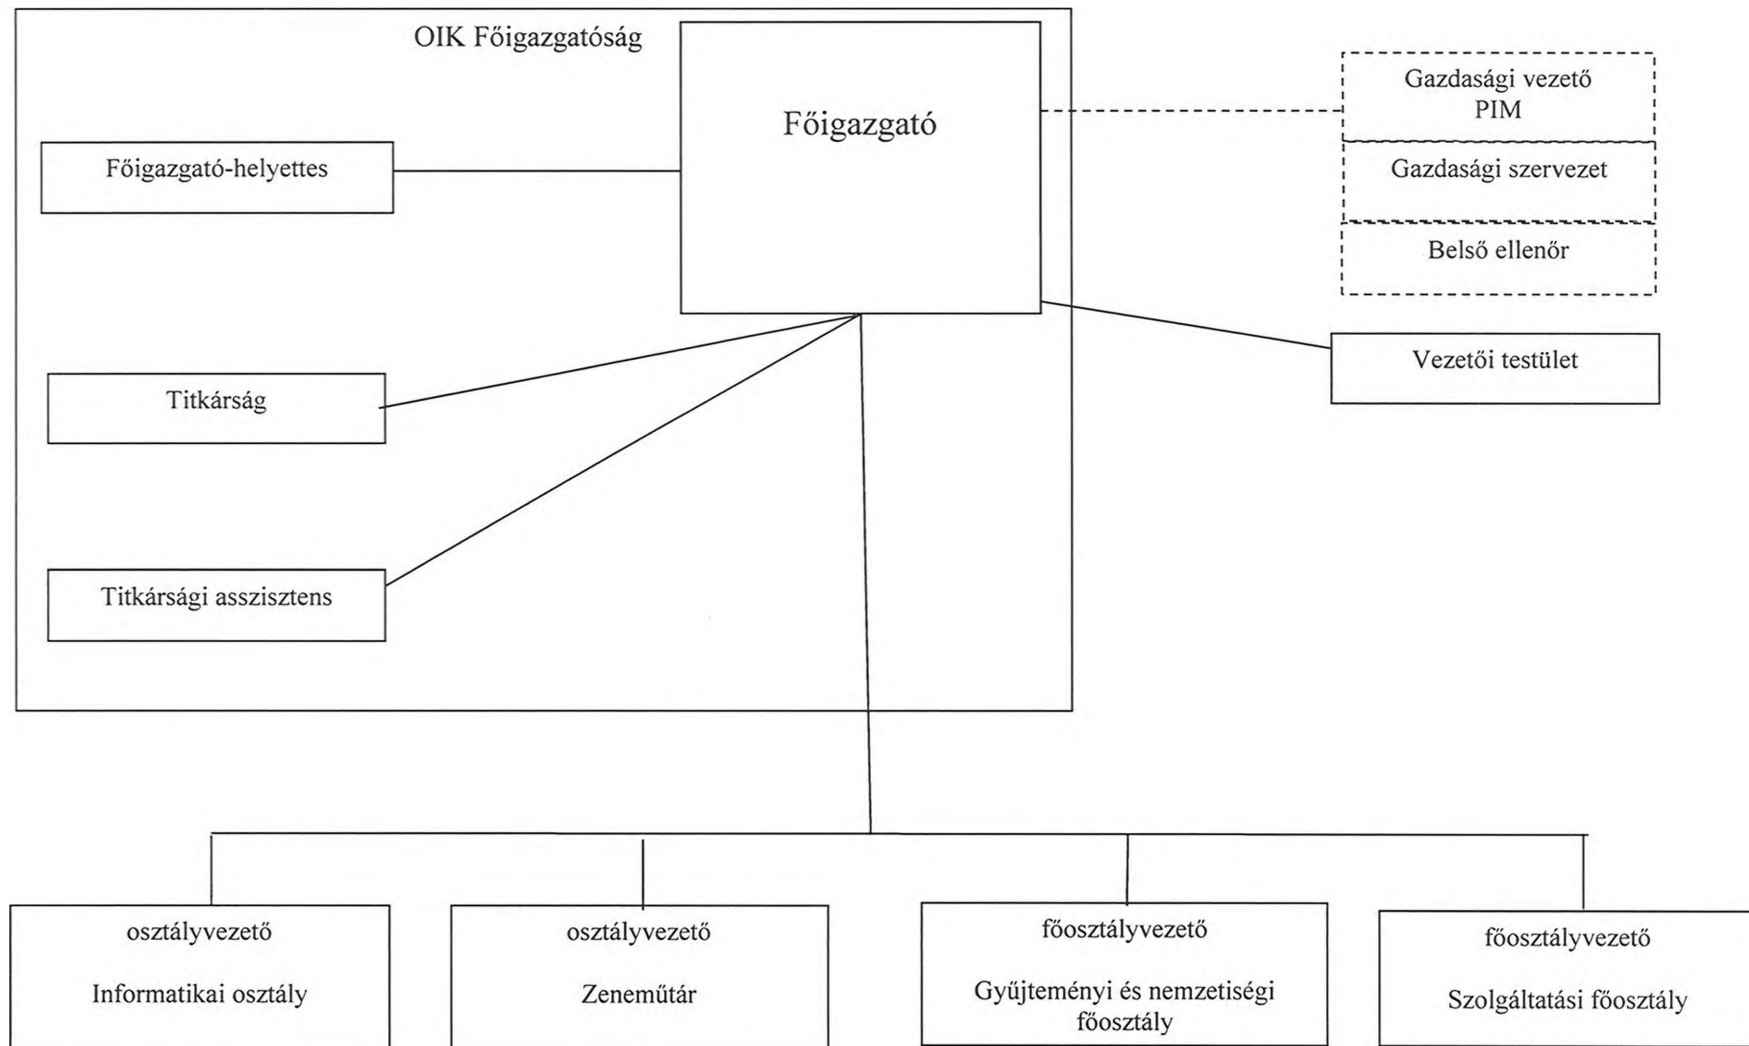 OIK Főigazgatóság
Főigazgató
Gazdasági vezető
PIM
Gazdasági szervezet
Belső ellenőr
Főigazgató-helyettes
Vezetői testület
Titkárság
Titkársági asszisztens
osztályvezető
Informatikai osztály
osztályvezető
Zeneműtár
főosztályvezető
Gyűjteményi és nemzetiségi
főosztály
főosztályvezető
Szolgáltatási főosztály